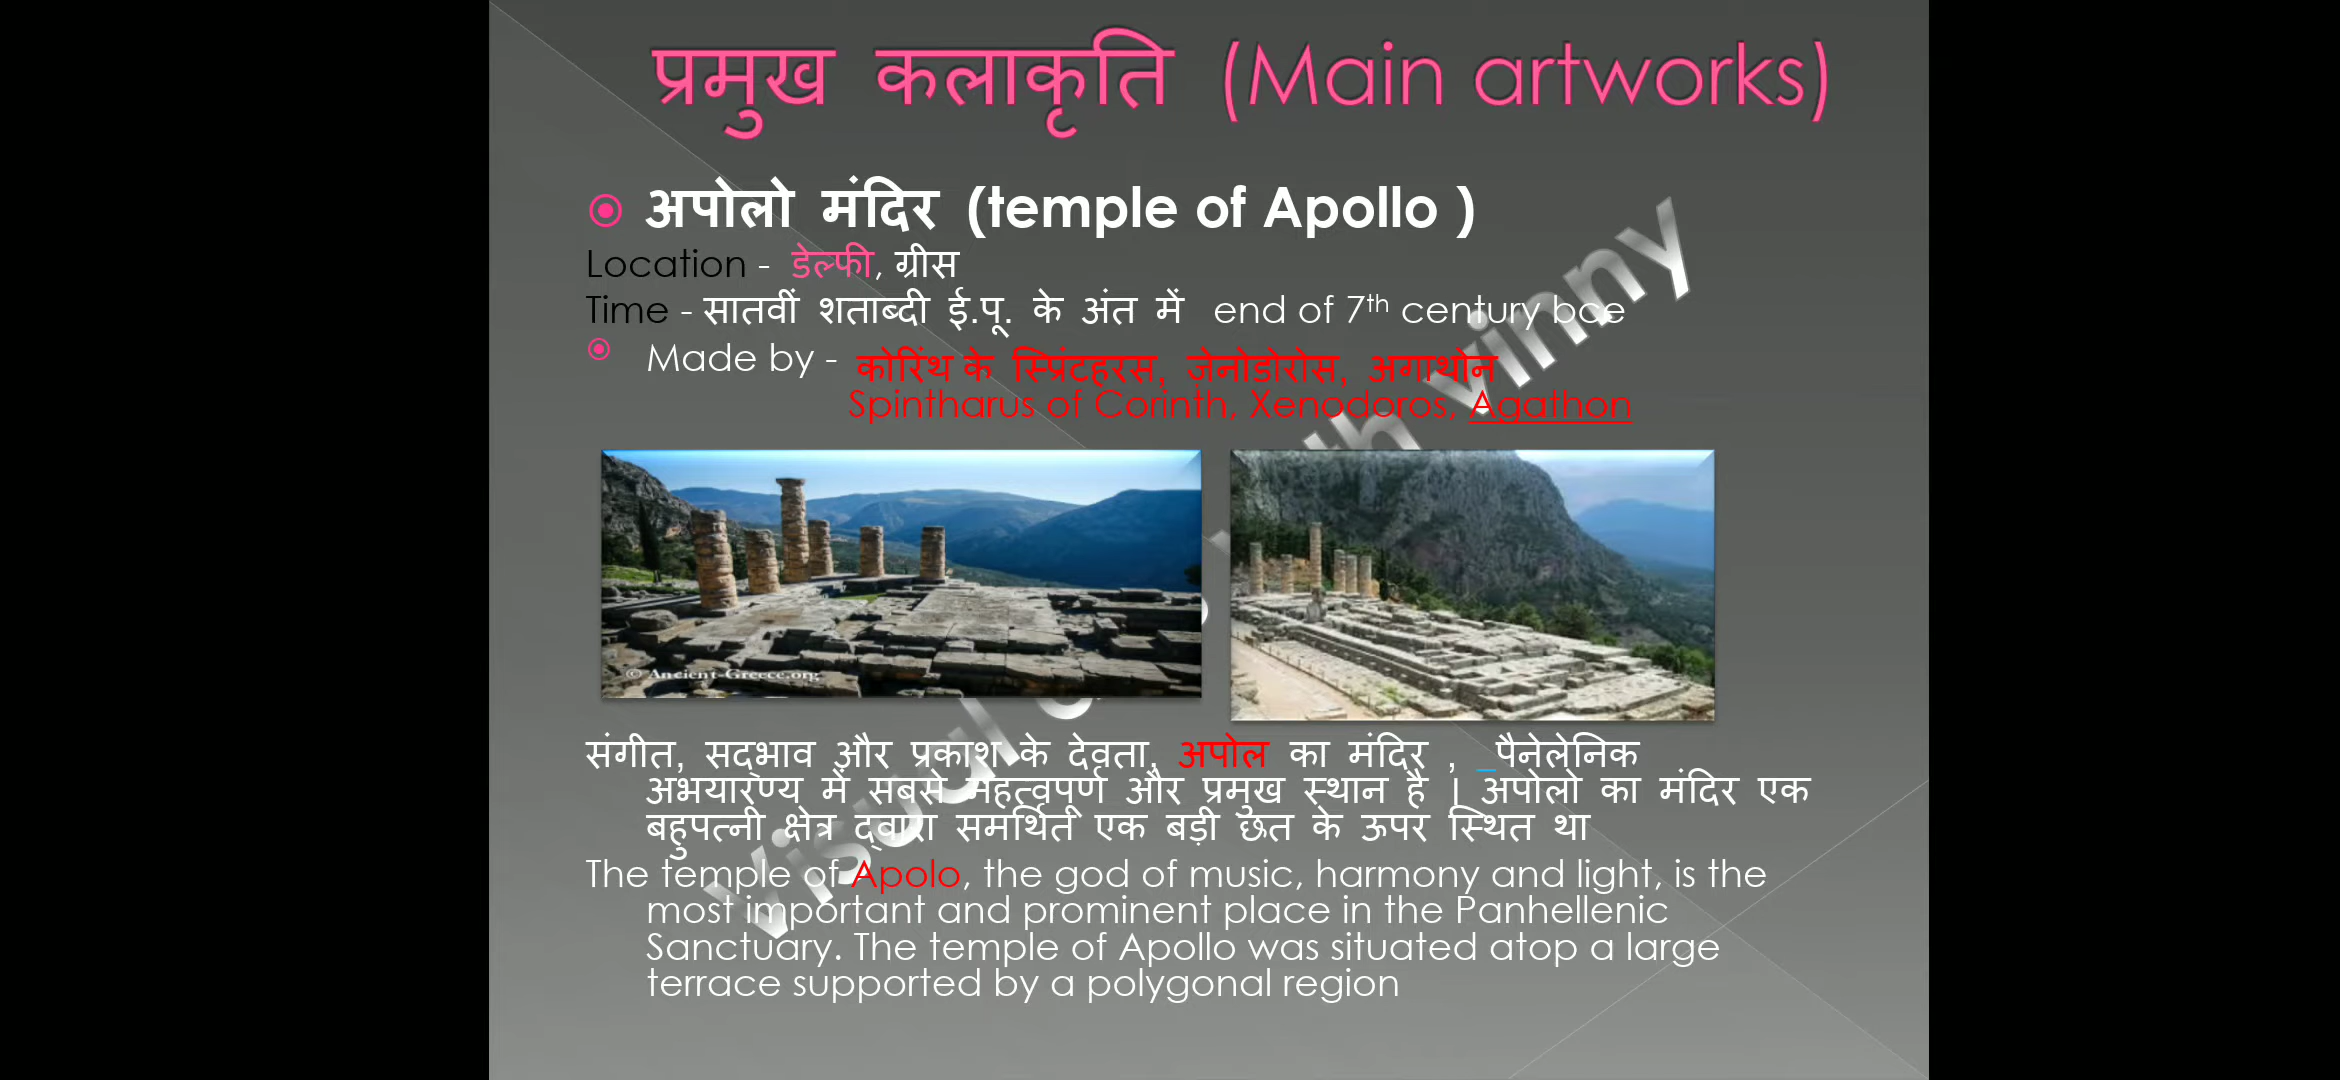 प्रमुख कलाकृति (Main artworks)
अपोलो मंदिर (temple of Apollo )
Location - डेल्फी, ग्रीस
Time - सातवीं शताब्दी ई.पू. के अंत में end of 7th century bce
Made by - कोरिंथ के स्प्रिंटहरस, जेनोडोरोस, अगाथोन
Spintharus of Corinth, Xenodoros, Agathon
© Ancient-Greece.org
संगीत, सद्भाव और प्रकाश के देवता, अपोल का मंदिर , पैनेलेनिक
अभयारण्य में सबसे महत्वपूर्ण और प्रमुख स्थान है | अपोलो का मंदिर एक
बहुपत्नी क्षेत्र द्वारा समर्थित एक बड़ी छत के ऊपर स्थित था
The temple of Apolo, the god of music, harmony and light, is the
most important and prominent place in the Panhellenic
Sanctuary. The temple of Apollo was situated atop a large
terrace supported by a polygonal region
vinny